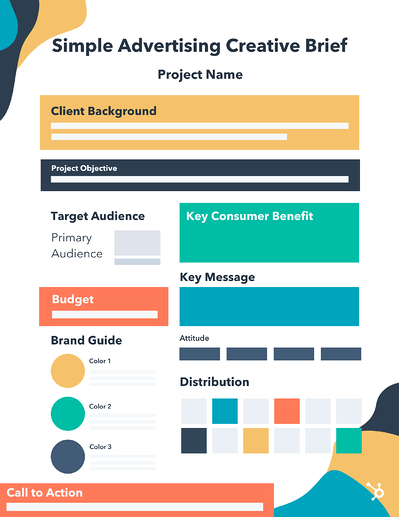 Simple Advertising Creative Brief
Project Name
Client Background
Project Objective
Target Audience
Primary
Audience
Key Consumer Benefit
Key Message
Budget
Brand Guide
Color 1
Color 2
Color 3
Attitude
Distribution
Call to Action